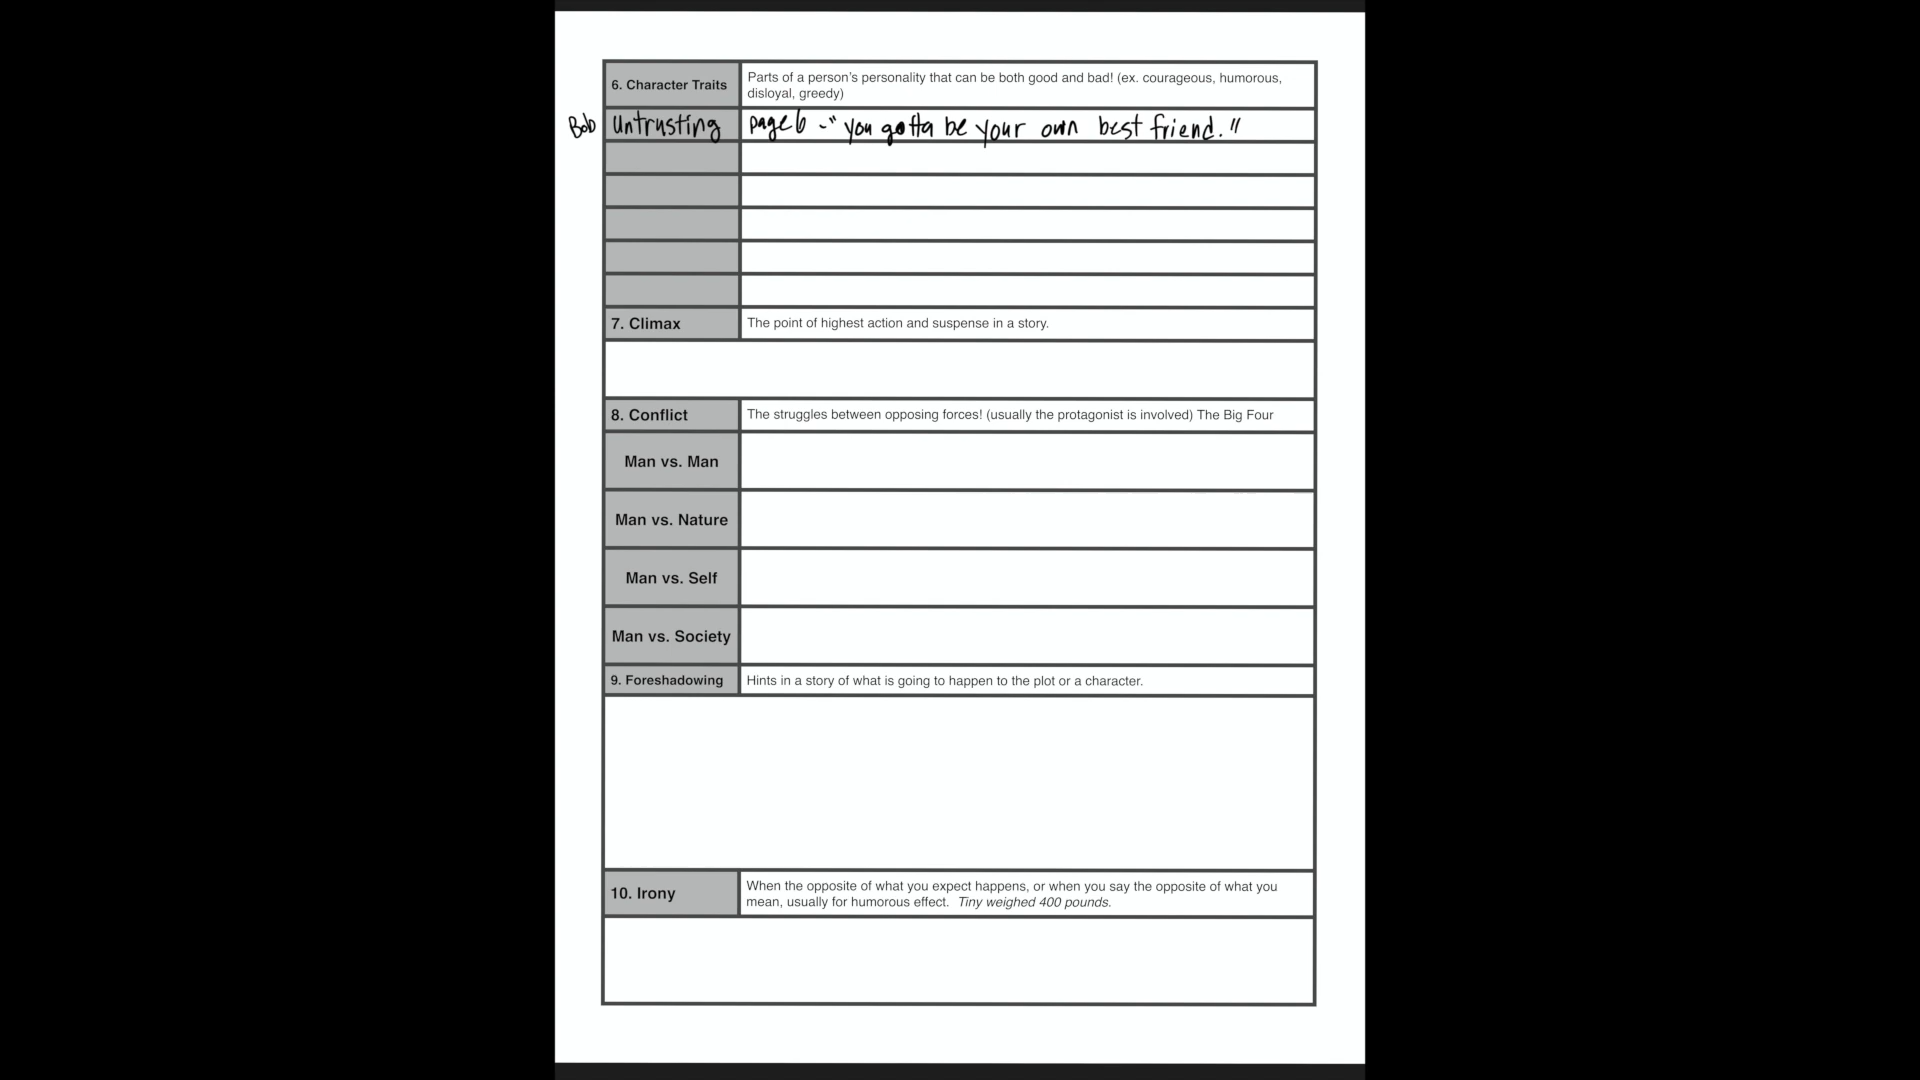 6. Character Traits
Parts of a person's personality that can be both good and bad! (ex. courageous, humorous,
disloyal, greedy)
Bob Untrusting page 6 - "you gotta be your own best friend."
7. Climax
The point of highest action and suspense in a story.
8. Conflict
The struggles between opposing forces! (usually the protagonist is involved) The Big Four
Man vs. Man
Man vs. Nature
Man vs. Self
Man vs. Society
9. Foreshadowing
Hints in a story of what is going to happen to the plot or a character.
10. Irony
When the opposite of what you expect happens, or when you say the opposite of what you
mean, usually for humorous effect. Tiny weighed 400 pounds.